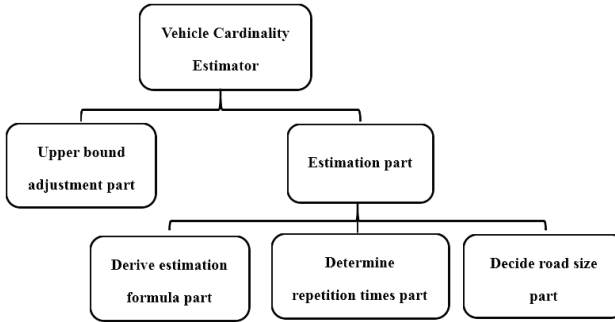 Vehicle Cardinality
Estimator
Upper bound
adjustment part
Estimation part
Derive estimation
formula part
Determine
repetition times part
Decide road size
part